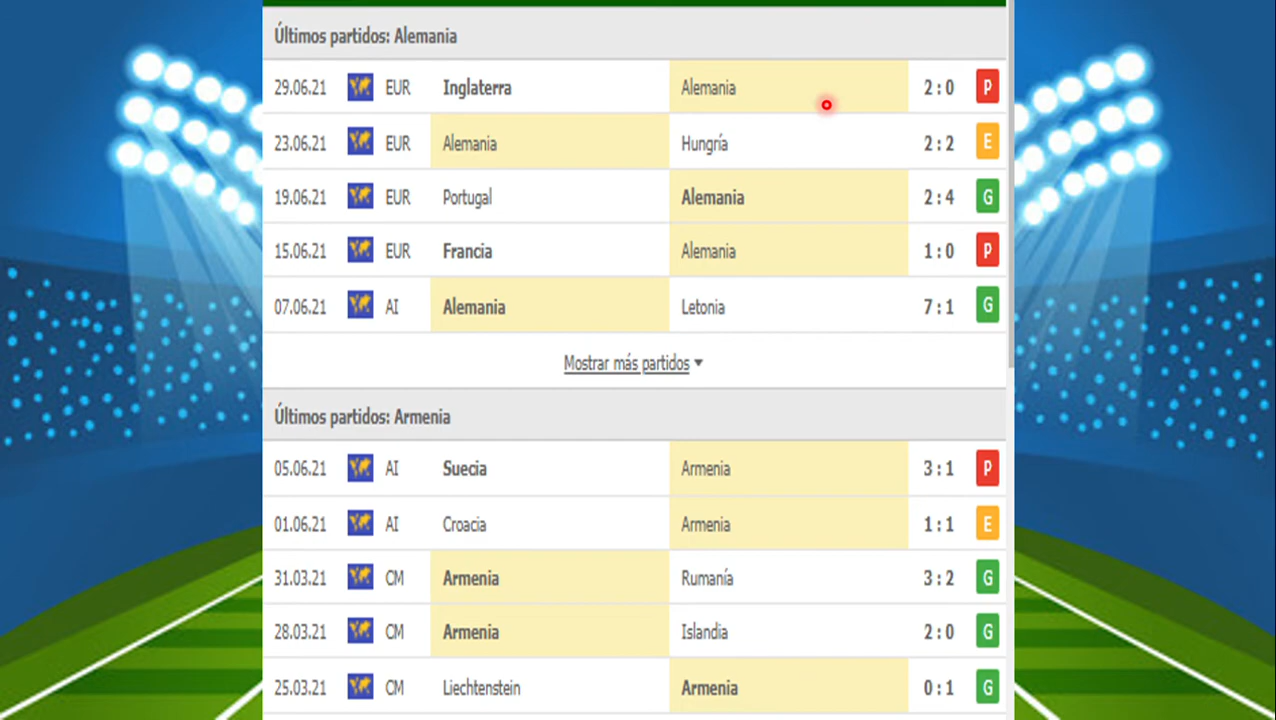 Últimos partidos: Alemania
29.06.21 EUR Inglaterra Alemania 2 : 0 P
23.06.21 EUR Alemania Hungría 2 : 2 E
19.06.21 EUR Portugal Alemania 2 : 4 G
15.06.21 EUR Francia Alemania 1 : 0 P
07.06.21 AI Alemania Letonia 7 : 1 G
Mostrar más partidos
Últimos partidos: Armenia
05.06.21 AI Suecia Armenia 3 : 1 P
01.06.21 AI Croacia Armenia 1 : 1 E
31.03.21 CM Armenia Rumanía 3 : 2 G
28.03.21 CM Armenia Islandia 2 : 0 G
25.03.21 CM Liechtenstein Armenia 0 : 1 G